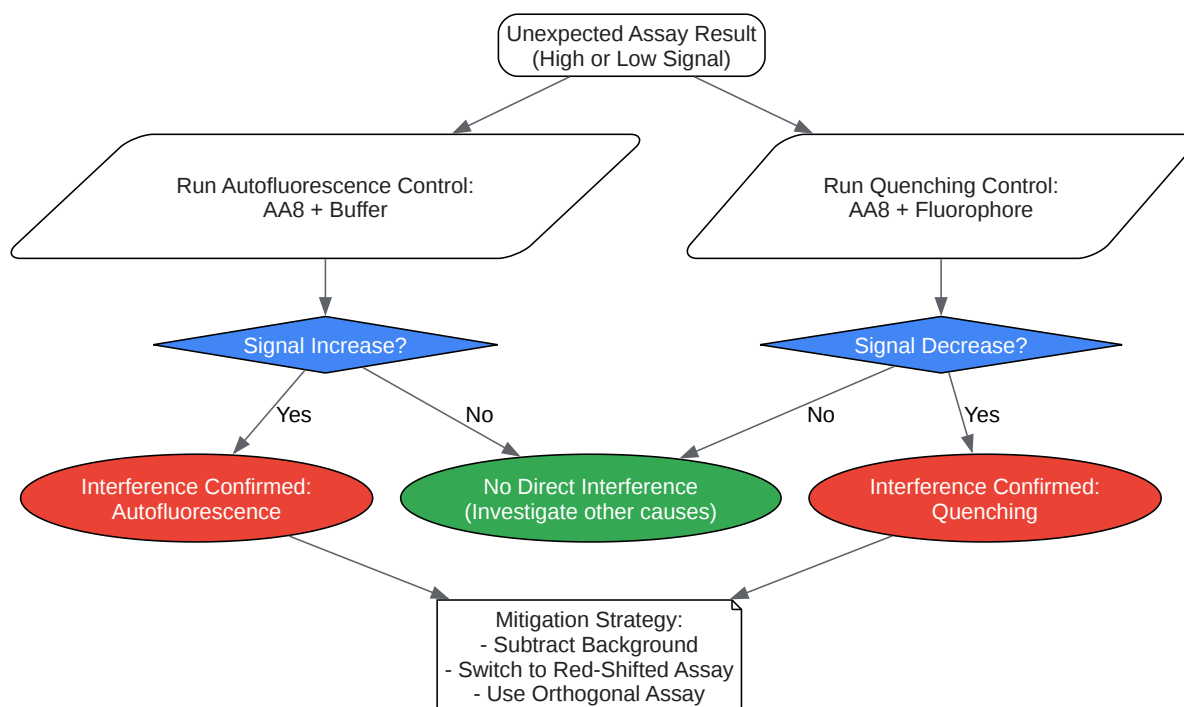 Unexpected Assay Result
(High or Low Signal)
Run Autofluorescence Control:
AA8 + Buffer
Run Quenching Control:
AA8 + Fluorophore
Signal Increase?
Signal Decrease?
Yes
No
No
Yes
Interference Confirmed:
Autofluorescence
No Direct Interference
(Investigate other causes)
Interference Confirmed:
Quenching
Mitigation Strategy:
- Subtract Background
- Switch to Red-Shifted Assay
- Use Orthogonal Assay